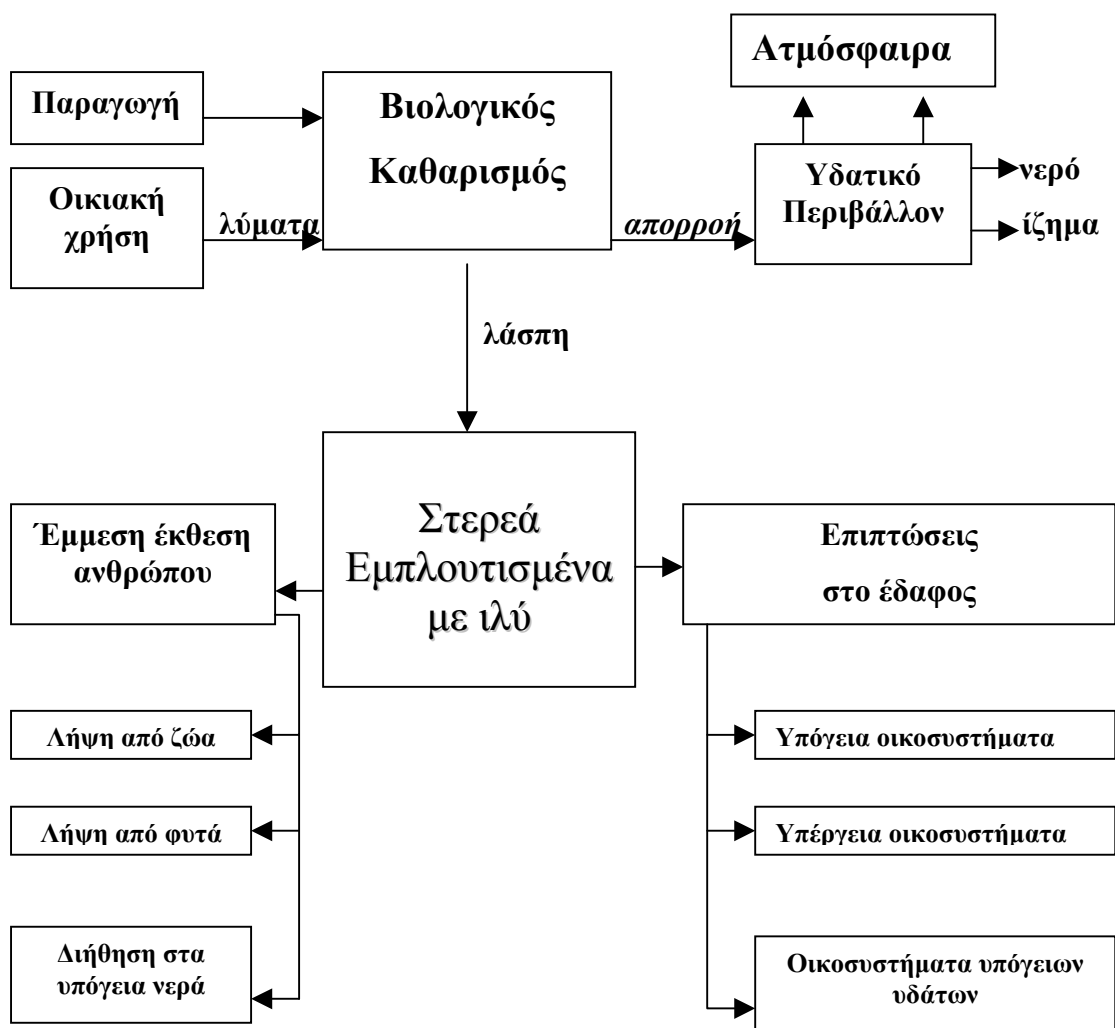 Ατμόσφαιρα
Παραγωγή
Βιολογικός
Καθαρισμός
Οικιακή
χρήση
λύματα
απορροή
Υδατικό
Περιβάλλον
νερό
ίζημα
λάσπη
Στερεά
Εμπλουτισμένα
με ιλύ
Έμμεση έκθεση
ανθρώπου
Επιπτώσεις
στο έδαφος
Λήψη από ζώα
Υπόγεια οικοσυστήματα
Λήψη από φυτά
Υπέργεια οικοσυστήματα
Διήθηση στα
υπόγεια νερά
Οικοσυστήματα υπόγειων
υδάτων